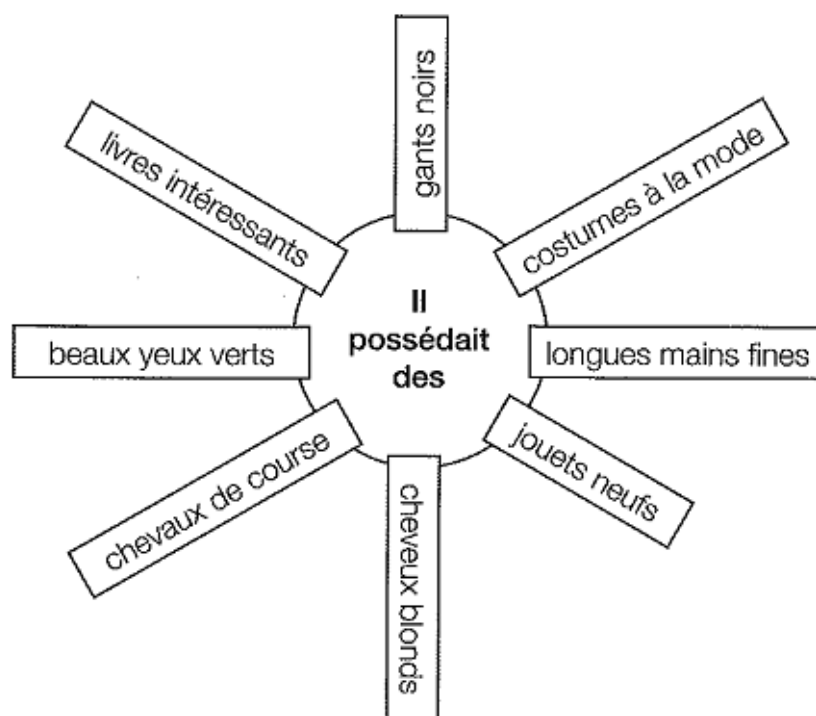 gants noirs
livres intéressants
costumes à la mode
Il
possédait
des
beaux yeux verts
longues mains fines
chevaux de course
jouets neufs
cheveux blonds